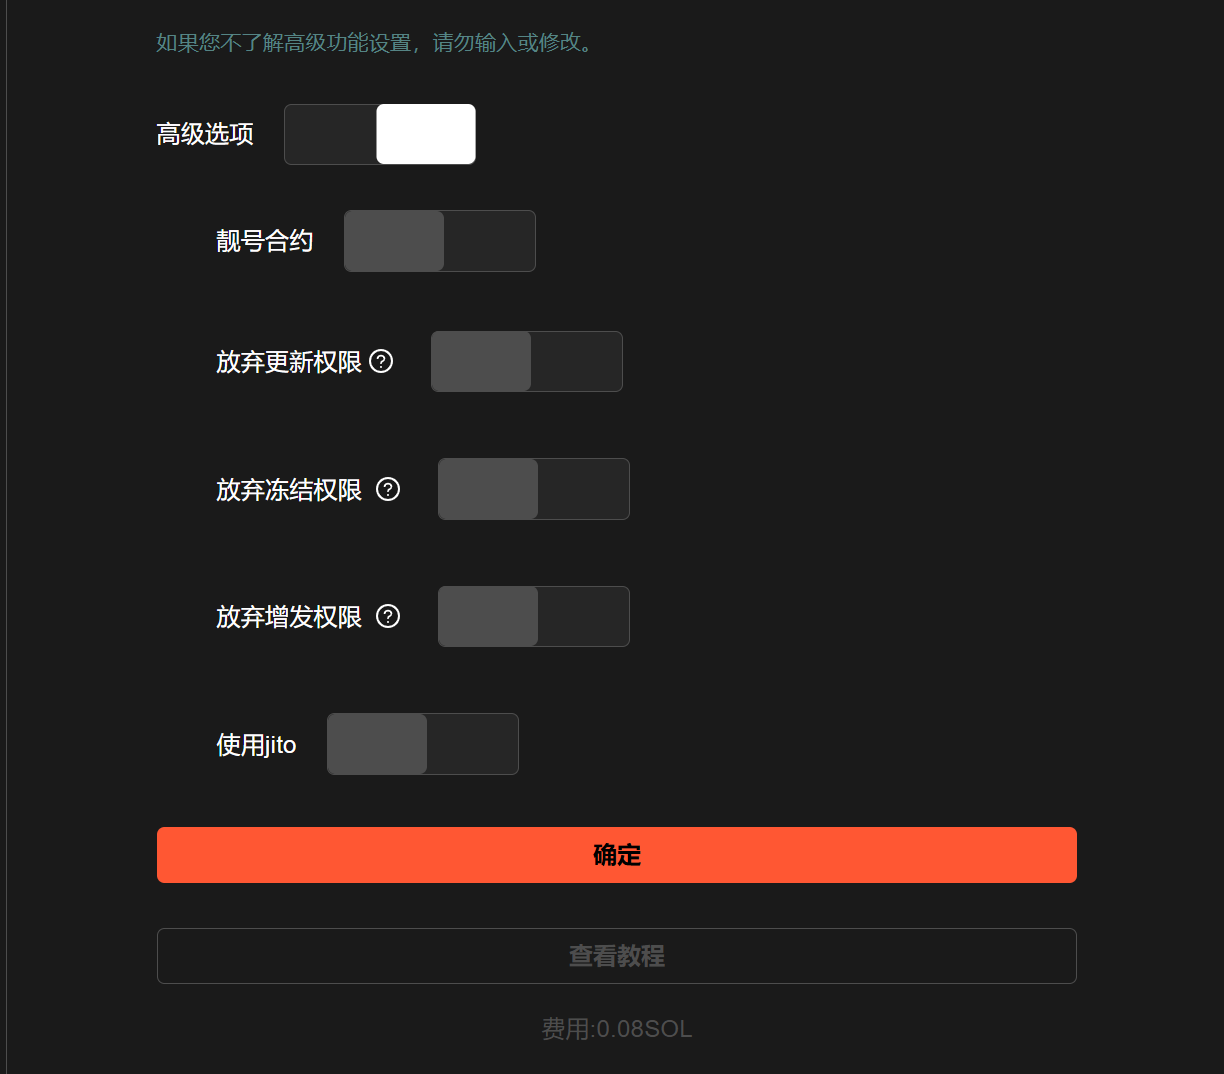 如果您不了解高级功能设置，请勿输入或修改。
高级选项
靓号合约
放弃更新权限
放弃冻结权限
放弃增发权限
使用jito
确定
查看教程
费用:0.08SOL